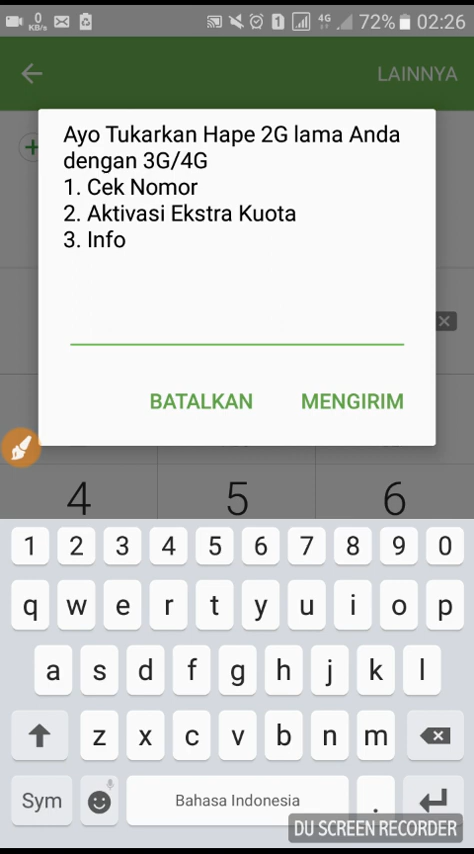 0
KB/s
1
4G
72%
02:26
LAINNYA
Ayo Tukarkan Hape 2G lama Anda
dengan 3G/4G
1. Cek Nomor
2. Aktivasi Ekstra Kuota
3. Info
BATALKAN
MENGIRIM
4 5 6
1 2 3 4 5 6 7 8 9 0
q w e r t y u i o p
a s d f g h j k l
z x c v b n m
Sym
Bahasa Indonesia
.
DU SCREEN RECORDER